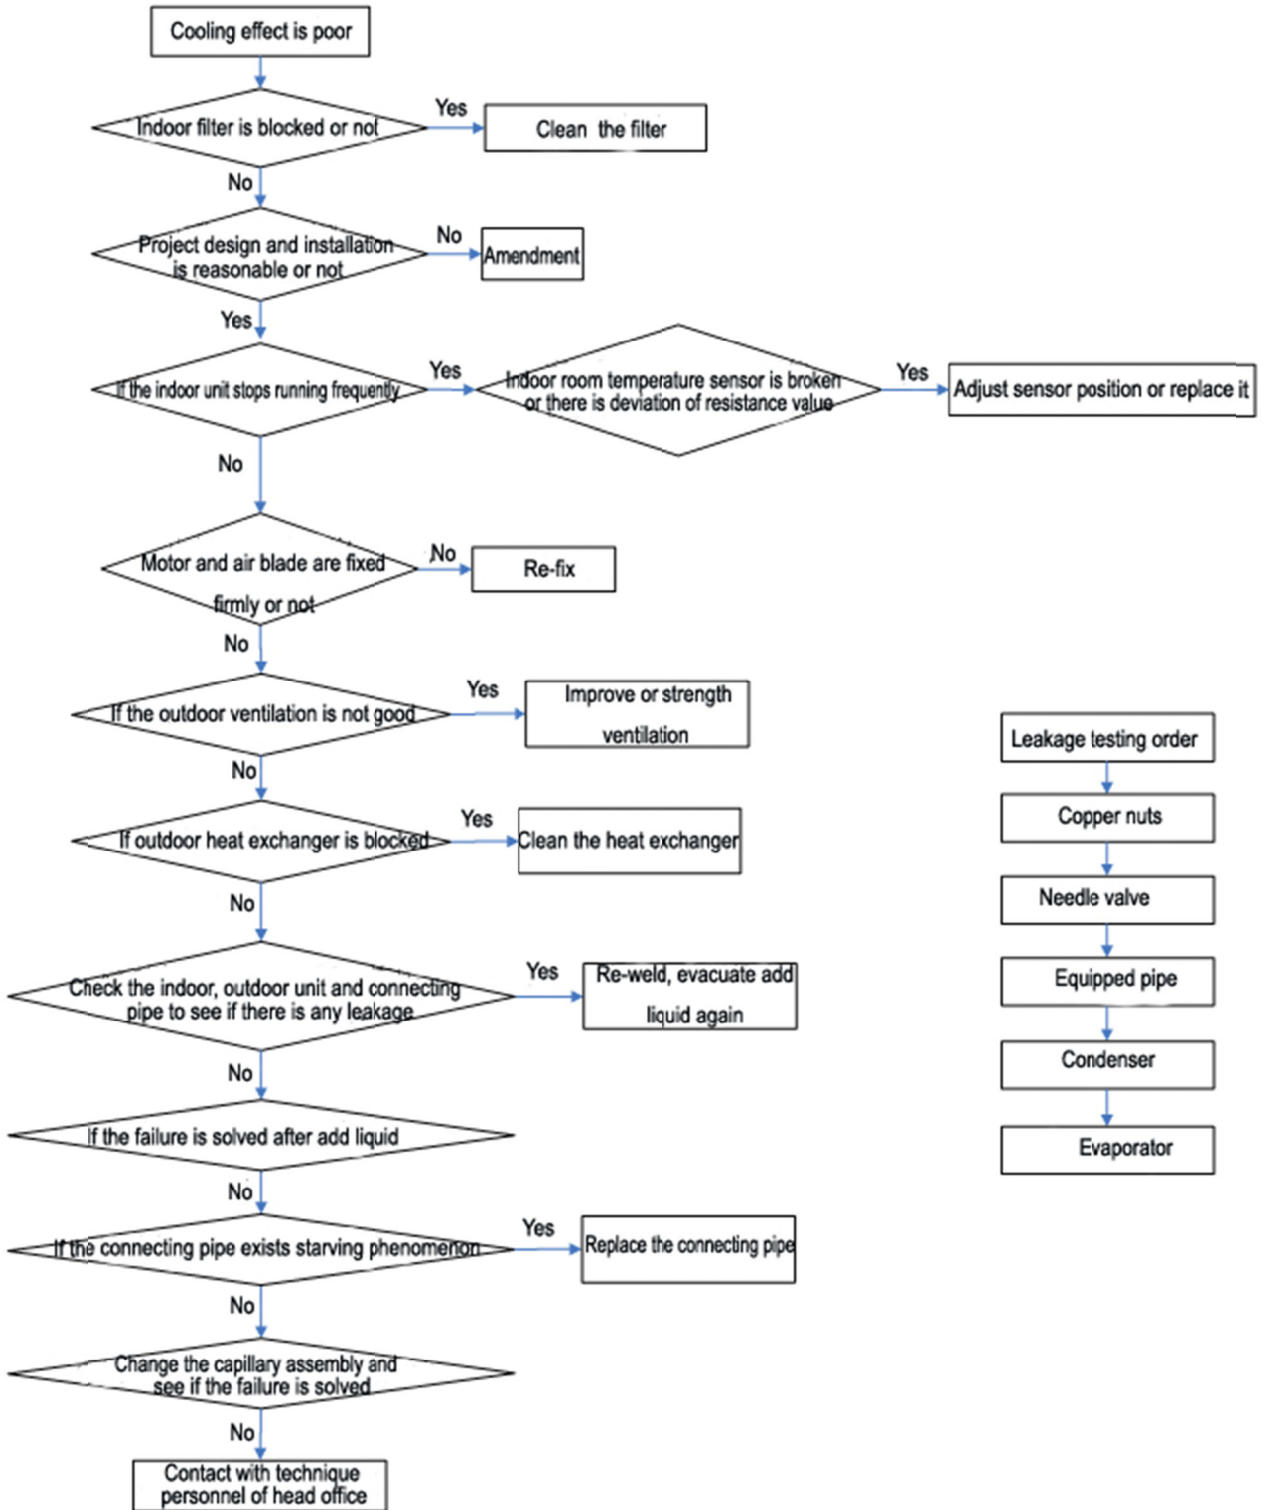 Cooling effect is poor
Indoor filter is blocked or not
Yes
Clean the filter
No
Project design and installation
is reasonable or not
No
Amendment
Yes
If the indoor unit stops running frequently
Yes
Indoor room temperature sensor is broken
or there is deviation of resistance value
Yes
Adjust sensor position or replace it
No
Motor and air blade are fixed
firmly or not
No
Re-fix
No
If the outdoor ventilation is not good
Yes
Improve or strength
ventilation
No
If outdoor heat exchanger is blocked
Yes
Clean the heat exchanger
No
Check the indoor, outdoor unit and connecting
pipe to see if there is any leakage
Yes
Re-weld, evacuate add
liquid again
No
If the failure is solved after add liquid
No
If the connecting pipe exists starving phenomenon
Yes
Replace the connecting pipe
No
Change the capillary assembly and
see if the failure is solved
No
Contact with technique
personnel of head office
Leakage testing order
Copper nuts
Needle valve
Equipped pipe
Condenser
Evaporator